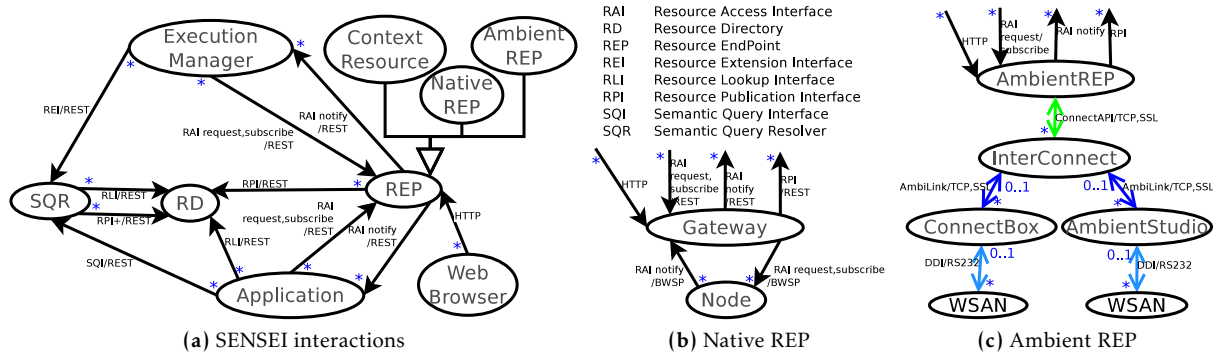 Execution
Manager
Context
Resource
Ambient
REP
Native
REP
REI/REST
RAI notify
/REST
RAI request,subscribe
/REST
SQR
RLI/REST
RPI+/REST
RD
RPI/REST
REP
RAI
request,subscribe
/REST
RAI notify
/REST
HTTP
RLI/REST
SQI/REST
Application
Web
Browser
(a) SENSEI interactions
RAI Resource Access Interface
RD Resource Directory
REP Resource EndPoint
REI Resource Extension Interface
RLI Resource Lookup Interface
RPI Resource Publication Interface
SQI Semantic Query Interface
SQR Semantic Query Resolver
HTTP
RAI
request,
subscribe
/REST
RAI
notify
/REST
RPI
/REST
Gateway
RAI notify
/BWSP
RAI request,subscribe
/BWSP
Node
(b) Native REP
HTTP
RAI
request/
subscribe
RAI notify
RPI
AmbientREP
ConnectAPI/TCP,SSL
InterConnect
AmbiLink/TCP,SSL
0..1
0..1
AmbiLink/TCP,SSL
ConnectBox
AmbientStudio
DDI/RS232
0..1
0..1
DDI/RS232
WSAN
WSAN
(c) Ambient REP